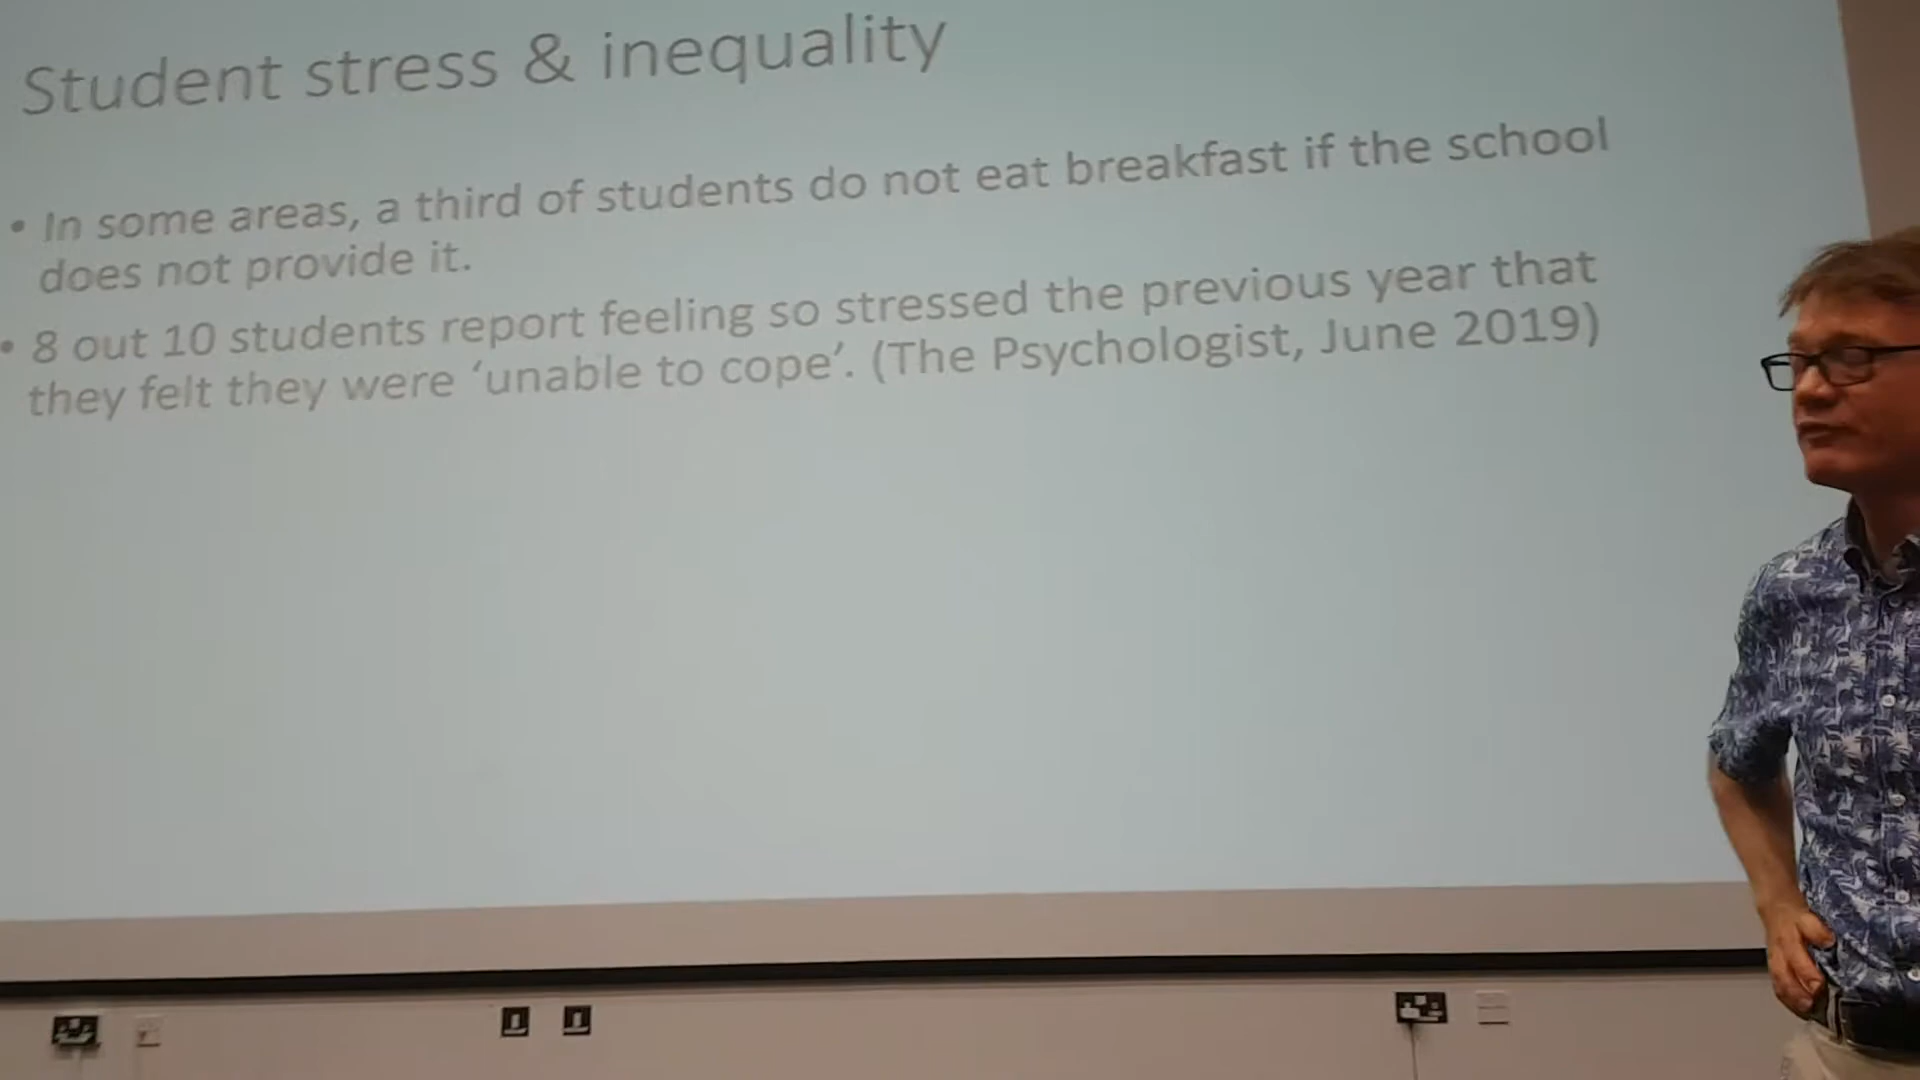 Student stress & inequality
• In some areas, a third of students do not eat breakfast if the school
does not provide it.
• 8 out 10 students report feeling so stressed the previous year that
they felt they were ‘unable to cope’. (The Psychologist, June 2019)